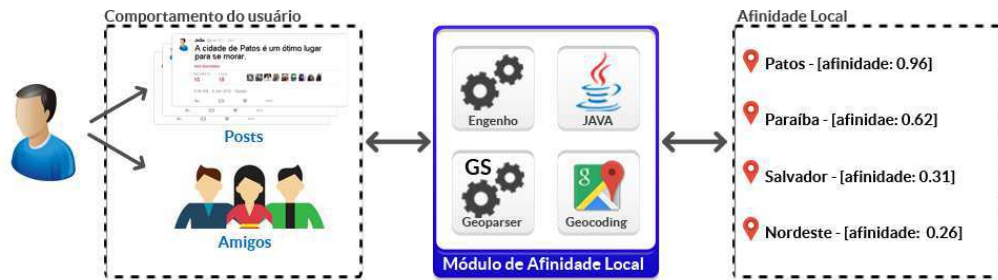 Comportamento do usuário
João
A cidade de Patos é um ótimo lugar
para se morar.
Posts
Amigos
Engenho
JAVA
GS
Geoparser
8
Geocoding
Módulo de Afinidade Local
Afinidade Local
Patos - [afinidade: 0.96]
Paraíba - [afinidae: 0.62]
Salvador - [afinidade: 0.31]
Nordeste - [afinidade: 0.26]